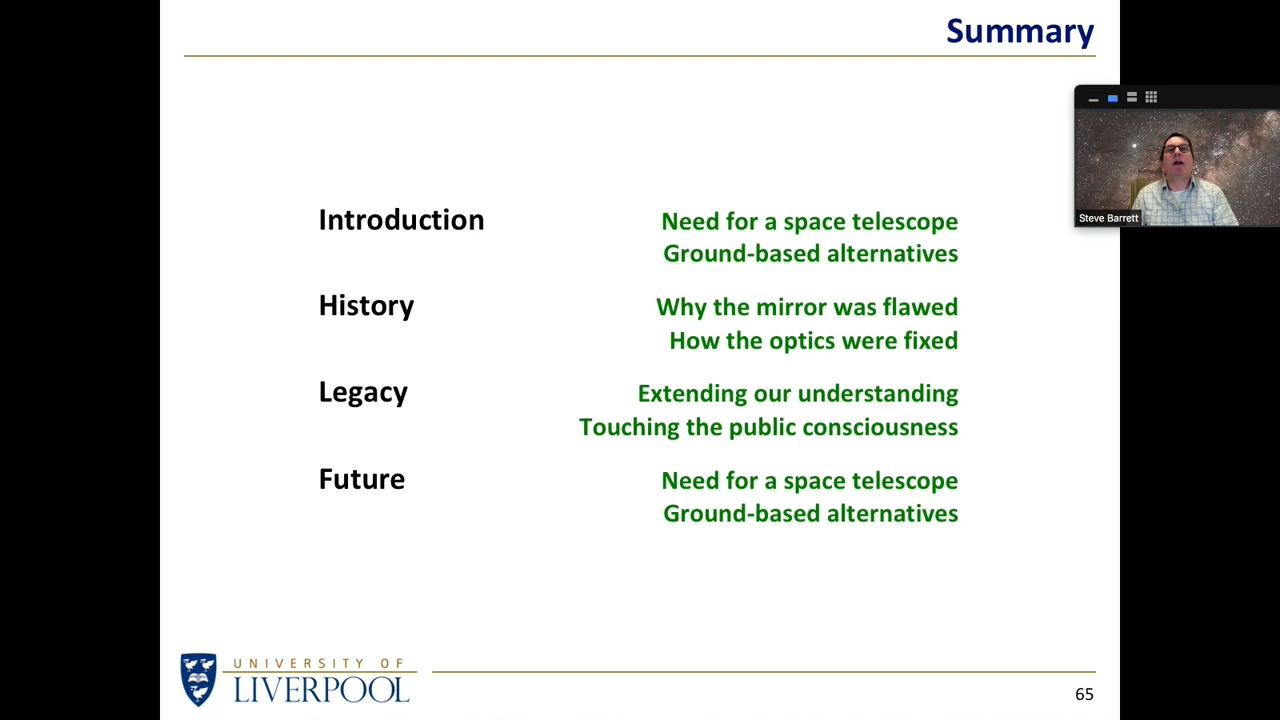 Summary
Steve Barrett
Introduction
Need for a space telescope
Ground-based alternatives
History
Why the mirror was flawed
How the optics were fixed
Legacy
Extending our understanding
Touching the public consciousness
Future
Need for a space telescope
Ground-based alternatives
UNIVERSITY OF
LIVERPOOL
65